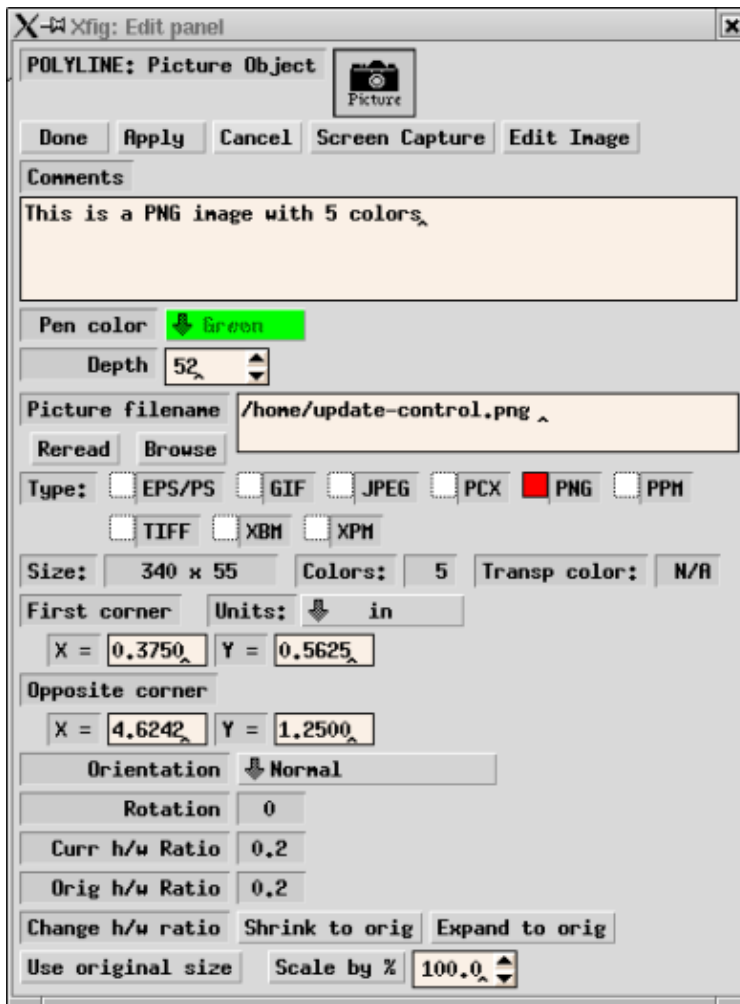 Xfig: Edit panel
POLYLINE: Picture Object
Picture
Done Apply Cancel Screen Capture Edit Image
Comments
This is a PNG image with 5 colors
Pen color Green
Depth 52
Picture filename /home/update-control.png
Reread Browse
Type: EPS/PS GIF JPEG PCX PNG PPM
TIFF XBM XPM
Size: 340 x 55 Colors: 5 Transp color: N/A
First corner Units: in
X = 0.3750 Y = 0.5625
Opposite corner
X = 4.6242 Y = 1.2500
Orientation Normal
Rotation 0
Curr h/w Ratio 0.2
Orig h/w Ratio 0.2
Change h/w ratio Shrink to orig Expand to orig
Use original size Scale by % 100.0